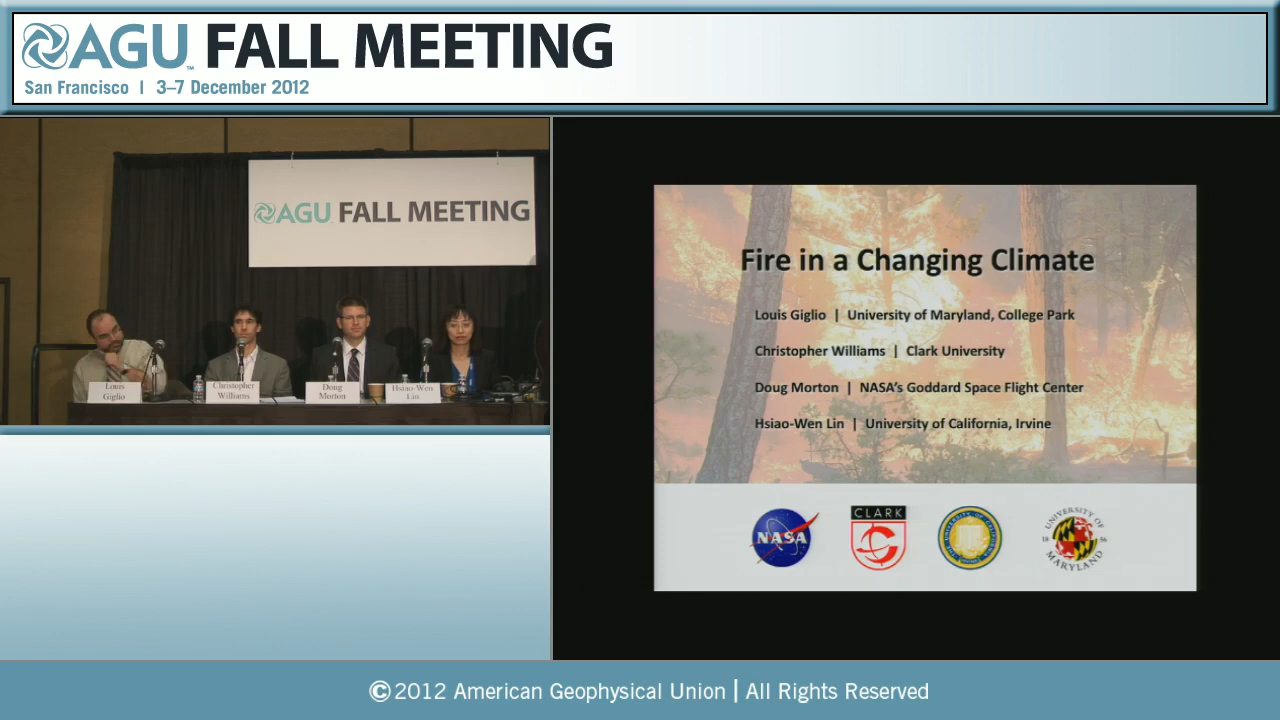 AGU™ FALL MEETING
San Francisco | 3–7 December 2012
AGU FALL MEETING
Louis
Giglio
Christopher
Williams
Doug
Morton
Hsiao-Wen
Lin
Fire in a Changing Climate
Louis Giglio | University of Maryland, College Park
Christopher Williams | Clark University
Doug Morton | NASA's Goddard Space Flight Center
Hsiao-Wen Lin | University of California, Irvine
NASA
CLARK
UNIVERSITY OF
18 56
MARYLAND
©2012 American Geophysical Union | All Rights Reserved